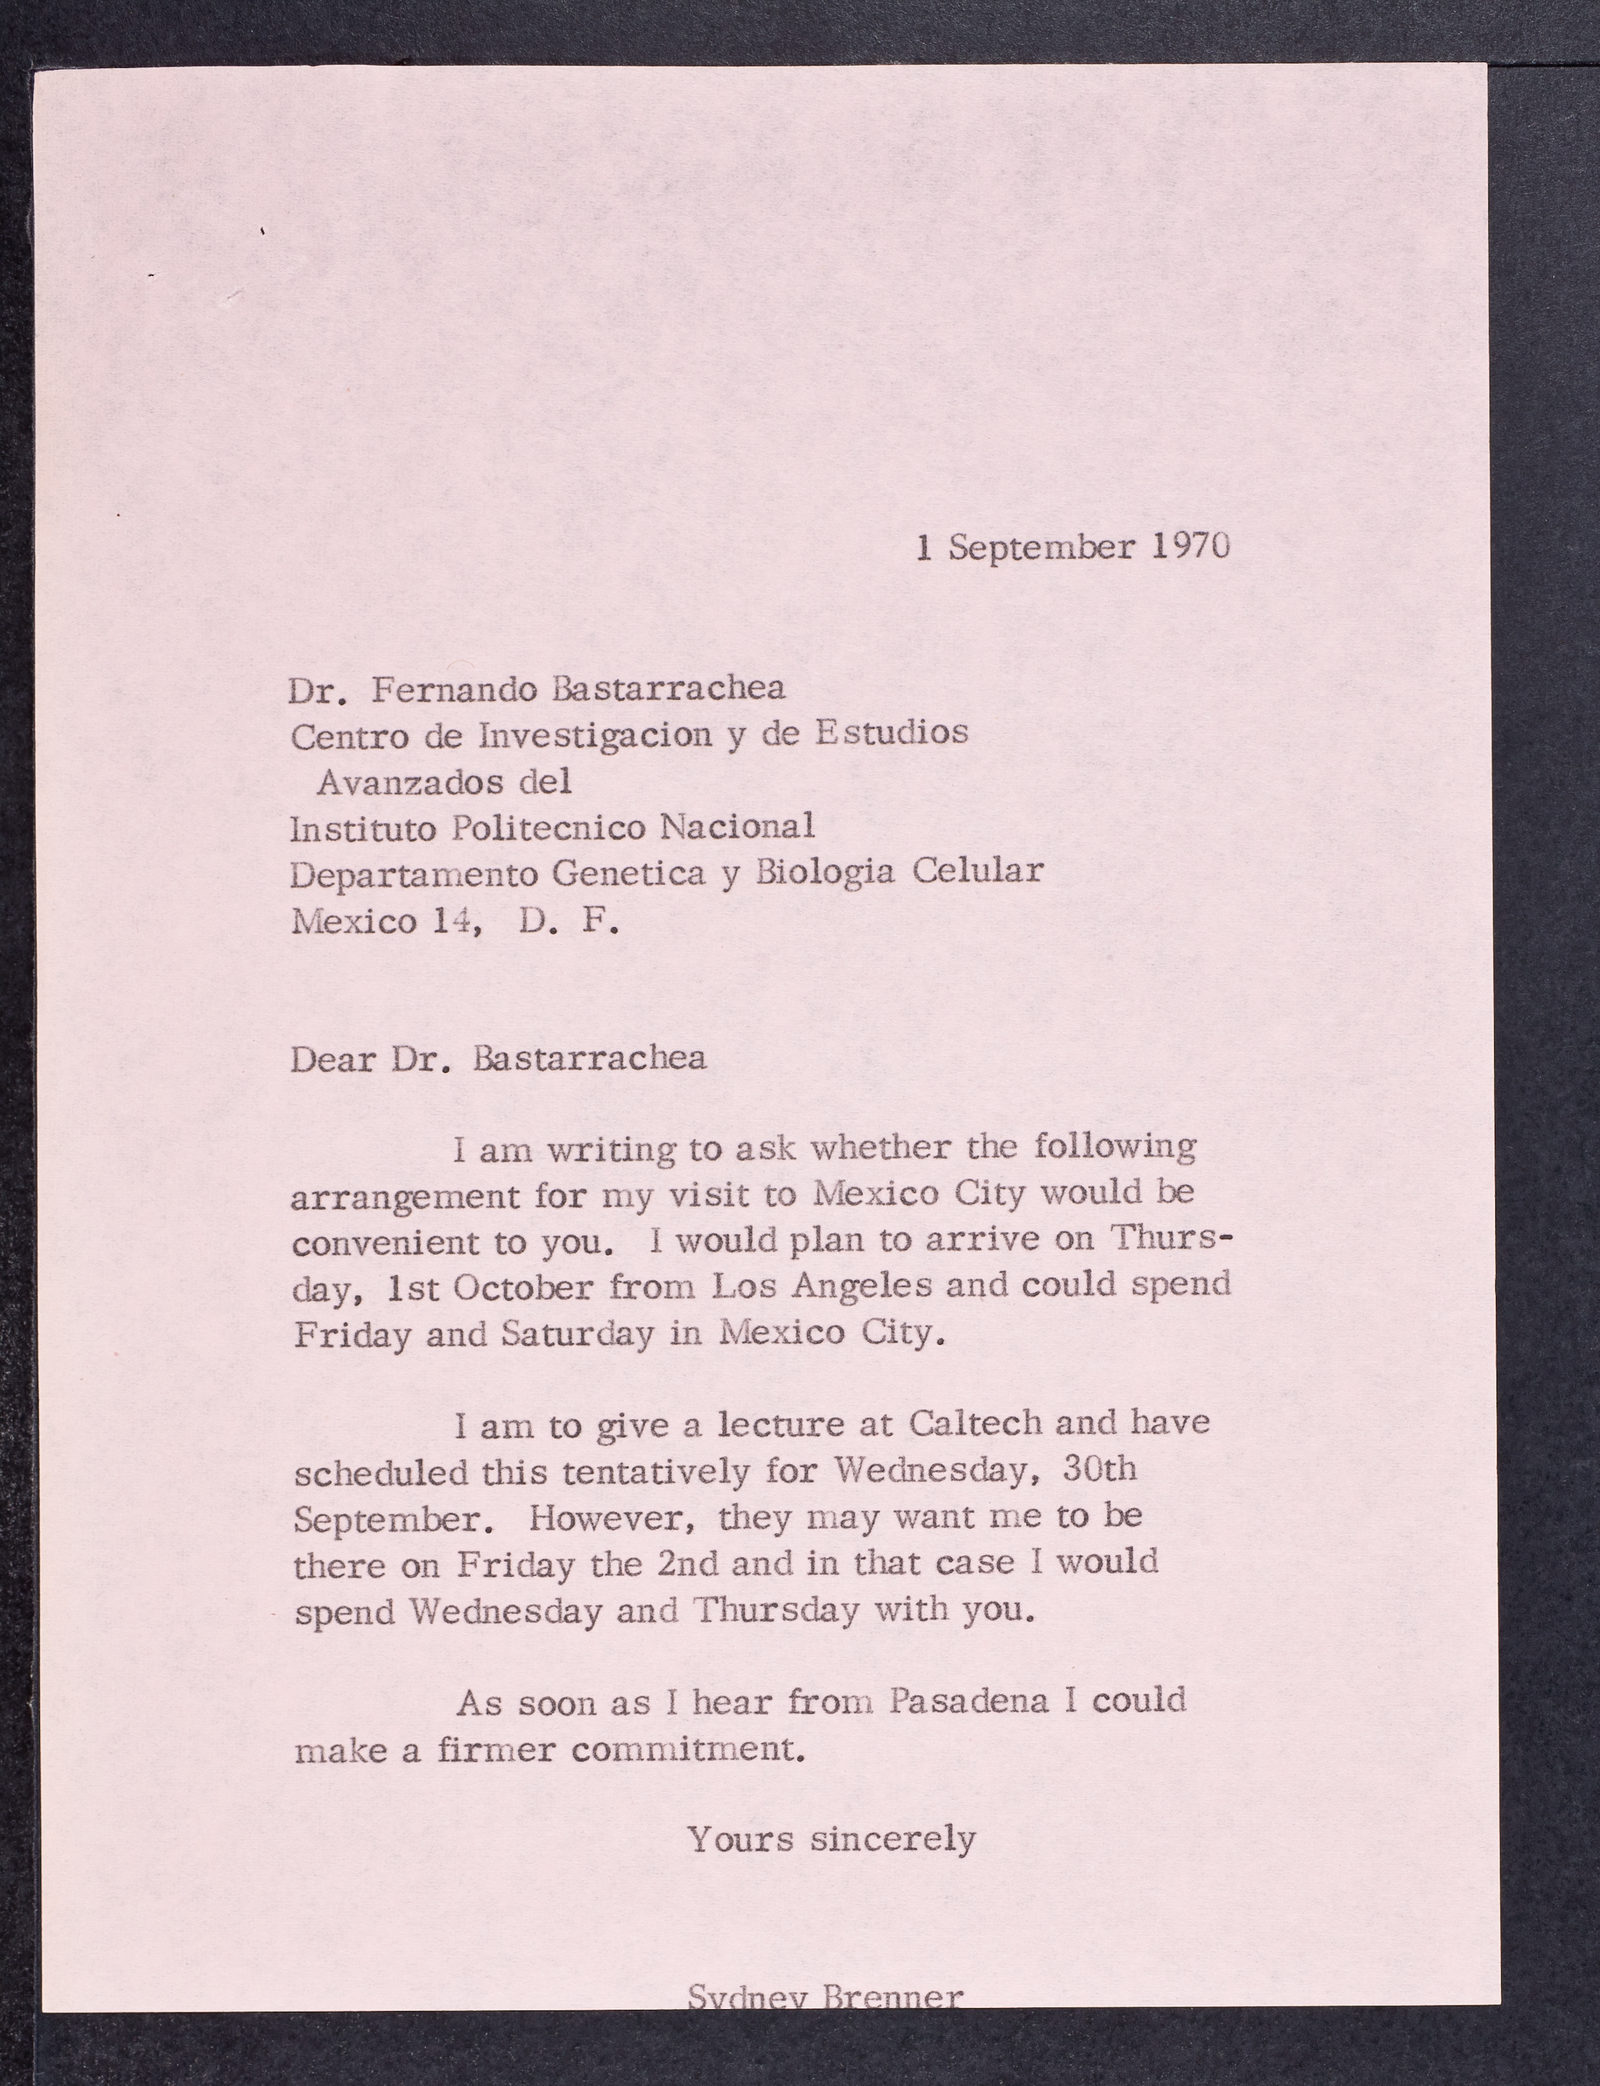 1 September 1970
Dr. Fernando Bastarrachea
Centro de Investigacion y de Estudios
Avanzados del
Instituto Politecnico Nacional
Departamento Genetica y Biologia Celular
Mexico 14, D. F.
Dear Dr. Bastarrachea
I am writing to ask whether the following
arrangement for my visit to Mexico City would be
convenient to you. I would plan to arrive on Thurs-
day, 1st October from Los Angeles and could spend
Friday and Saturday in Mexico City.
I am to give a lecture at Caltech and have
scheduled this tentatively for Wednesday, 30th
September. However, they may want me to be
there on Friday the 2nd and in that case I would
spend Wednesday and Thursday with you.
As soon as I hear from Pasadena I could
make a firmer commitment.
Yours sincerely
Sydney Brenner